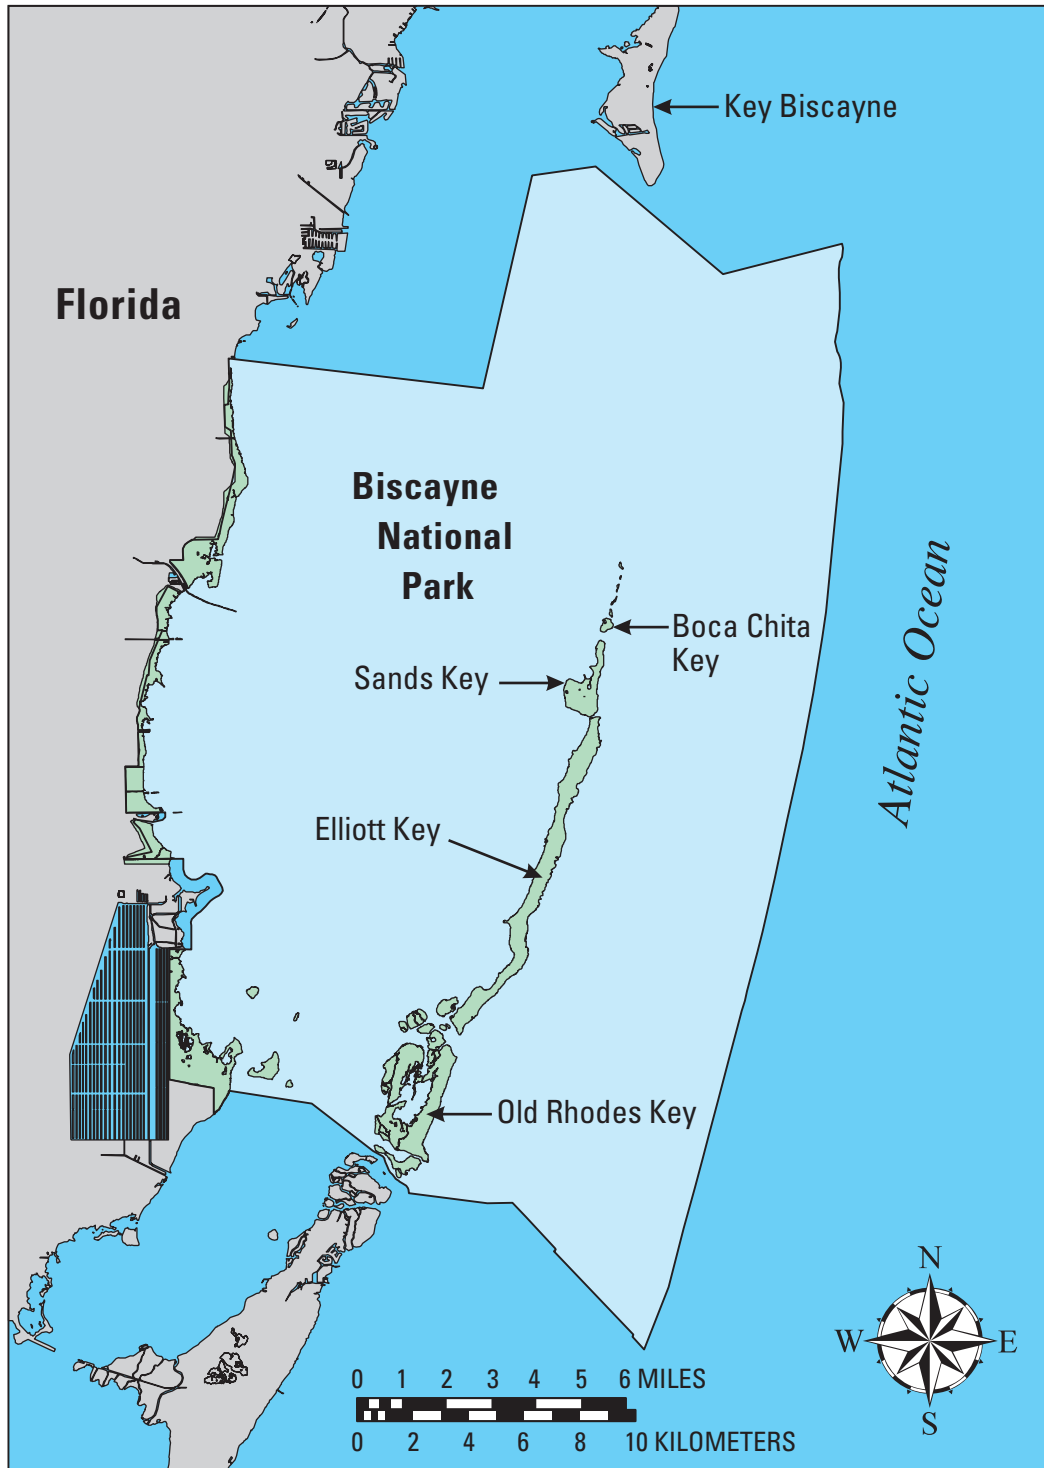 Key Biscayne
Florida
Biscayne
National
Park
Boca Chita
Key
Sands Key
Atlantic Ocean
Elliott Key
Old Rhodes Key
N
W
E
S
0 1 2 3 4 5 6 MILES
0 2 4 6 8 10 KILOMETERS